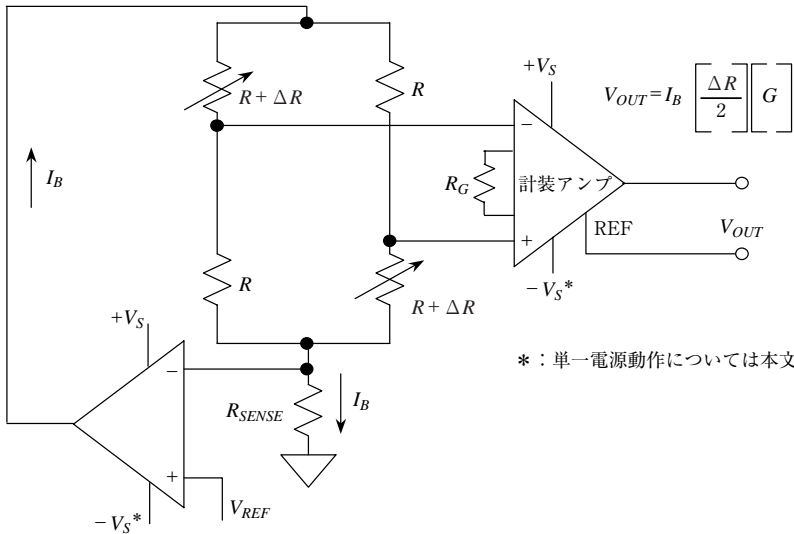 +V_S
V_OUT = I_B [ΔR/2] [G]
R + ΔR
R
−
I_B
R_G
計装アンプ
+
REF
V_OUT
−V_S*
R
R + ΔR
+V_S
−
*：単一電源動作については本文
R_SENSE
I_B
+
V_REF
−V_S*